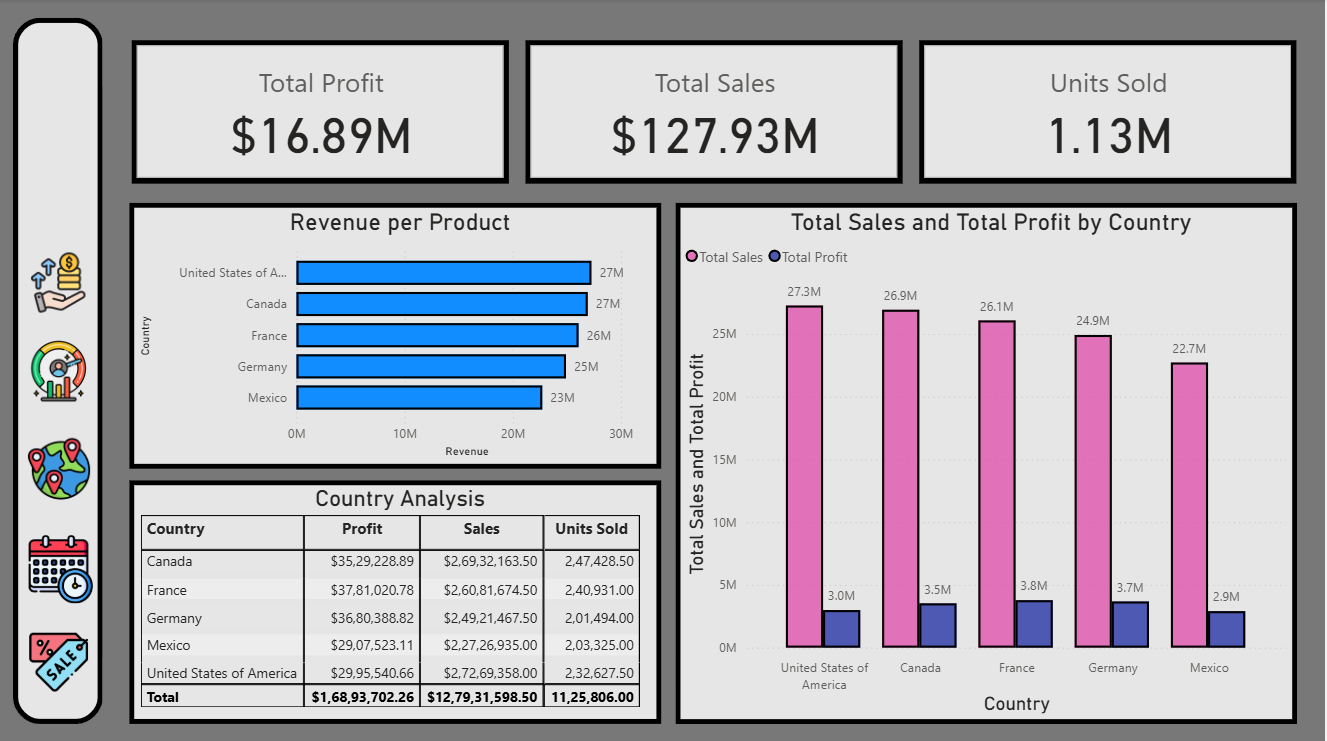 Total Profit
$16.89M
Total Sales
$127.93M
Units Sold
1.13M
Revenue per Product
Country
United States of A... 27M
Canada 27M
France 26M
Germany 25M
Mexico 23M
0M 10M 20M 30M
Revenue
Country Analysis
Country Profit Sales Units Sold
Canada $35,29,228.89 $2,69,32,163.50 2,47,428.50
France $37,81,020.78 $2,60,81,674.50 2,40,931.00
Germany $36,80,388.82 $2,49,21,467.50 2,01,494.00
Mexico $29,07,523.11 $2,27,26,935.00 2,03,325.00
United States of America $29,95,540.66 $2,72,69,358.00 2,32,627.50
Total $1,68,93,702.26 $12,79,31,598.50 11,25,806.00
Total Sales and Total Profit by Country
Total Sales Total Profit
Total Sales and Total Profit
25M
20M
15M
10M
5M
0M
27.3M 26.9M 26.1M 24.9M 22.7M
3.0M 3.5M 3.8M 3.7M 2.9M
United States of Canada France Germany Mexico
America
Country
%
SALE